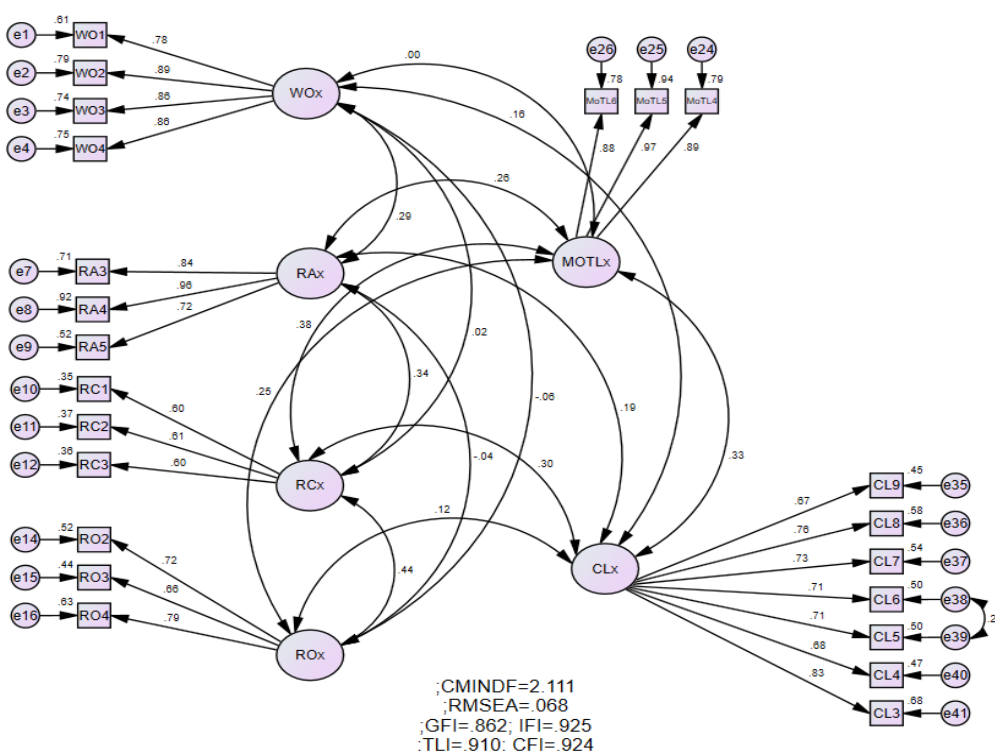 e1 .61 WO1 .78
e2 .79 WO2 .89
e3 .74 WO3 .86
e4 .75 WO4 .86
WOx
e26 e25 e24
.78 .94 .79
MoTL6 MoTL5 MoTL4
.88 .97 .89
.00
.16
.26
.29
MOTLx
e7 .71 RA3 .84
e8 .92 RA4 .96
e9 .52 RA5 .72
RAx
.38
.02
.34
.25
-.06
.19
e10 .35 RC1 .60
e11 .37 RC2 .61
e12 .36 RC3 .60
RCx
-.04
.30
.33
.12
.44
e14 .52 RO2 .72
e15 .44 RO3 .66
e16 .63 RO4 .79
ROx
CLx
.67 CL9 .45 e35
.76 CL8 .58 e36
.73 CL7 .54 e37
.71 CL6 .50 e38
.71 CL5 .50 e39
.68 CL4 .47 e40
.83 CL3 .68 e41
;CMINDF=2.111
;RMSEA=.068
;GFI=.862; IFI=.925
;TLI=.910; CFI=.924